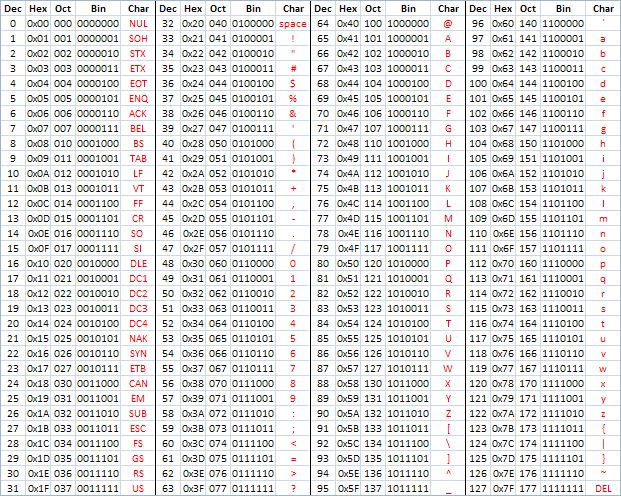 Dec Hex Oct Bin Char Dec Hex Oct Bin Char Dec Hex Oct Bin Char Dec Hex Oct Bin Char
0 0x00 000 0000000 NUL 32 0x20 040 0100000 space 64 0x40 100 1000000 @ 96 0x60 140 1100000 `
1 0x01 001 0000001 SOH 33 0x21 041 0100001 ! 65 0x41 101 1000001 A 97 0x61 141 1100001 a
2 0x02 002 0000010 STX 34 0x22 042 0100010 " 66 0x42 102 1000010 B 98 0x62 142 1100010 b
3 0x03 003 0000011 ETX 35 0x23 043 0100011 # 67 0x43 103 1000011 C 99 0x63 143 1100011 c
4 0x04 004 0000100 EOT 36 0x24 044 0100100 $ 68 0x44 104 1000100 D 100 0x64 144 1100100 d
5 0x05 005 0000101 ENQ 37 0x25 045 0100101 % 69 0x45 105 1000101 E 101 0x65 145 1100101 e
6 0x06 006 0000110 ACK 38 0x26 046 0100110 & 70 0x46 106 1000110 F 102 0x66 146 1100110 f
7 0x07 007 0000111 BEL 39 0x27 047 0100111 ' 71 0x47 107 1000111 G 103 0x67 147 1100111 g
8 0x08 010 0001000 BS 40 0x28 050 0101000 ( 72 0x48 110 1001000 H 104 0x68 150 1101000 h
9 0x09 011 0001001 TAB 41 0x29 051 0101001 ) 73 0x49 111 1001001 I 105 0x69 151 1101001 i
10 0x0A 012 0001010 LF 42 0x2A 052 0101010 * 74 0x4A 112 1001010 J 106 0x6A 152 1101010 j
11 0x0B 013 0001011 VT 43 0x2B 053 0101011 + 75 0x4B 113 1001011 K 107 0x6B 153 1101011 k
12 0x0C 014 0001100 FF 44 0x2C 054 0101100 , 76 0x4C 114 1001100 L 108 0x6C 154 1101100 l
13 0x0D 015 0001101 CR 45 0x2D 055 0101101 - 77 0x4D 115 1001101 M 109 0x6D 155 1101101 m
14 0x0E 016 0001110 SO 46 0x2E 056 0101110 . 78 0x4E 116 1001110 N 110 0x6E 156 1101110 n
15 0x0F 017 0001111 SI 47 0x2F 057 0101111 / 79 0x4F 117 1001111 O 111 0x6F 157 1101111 o
16 0x10 020 0010000 DLE 48 0x30 060 0110000 0 80 0x50 120 1010000 P 112 0x70 160 1110000 p
17 0x11 021 0010001 DC1 49 0x31 061 0110001 1 81 0x51 121 1010001 Q 113 0x71 161 1110001 q
18 0x12 022 0010010 DC2 50 0x32 062 0110010 2 82 0x52 122 1010010 R 114 0x72 162 1110010 r
19 0x13 023 0010011 DC3 51 0x33 063 0110011 3 83 0x53 123 1010011 S 115 0x73 163 1110011 s
20 0x14 024 0010100 DC4 52 0x34 064 0110100 4 84 0x54 124 1010100 T 116 0x74 164 1110100 t
21 0x15 025 0010101 NAK 53 0x35 065 0110101 5 85 0x55 125 1010101 U 117 0x75 165 1110101 u
22 0x16 026 0010110 SYN 54 0x36 066 0110110 6 86 0x56 126 1010110 V 118 0x76 166 1110110 v
23 0x17 027 0010111 ETB 55 0x37 067 0110111 7 87 0x57 127 1010111 W 119 0x77 167 1110111 w
24 0x18 030 0011000 CAN 56 0x38 070 0111000 8 88 0x58 130 1011000 X 120 0x78 170 1111000 x
25 0x19 031 0011001 EM 57 0x39 071 0111001 9 89 0x59 131 1011001 Y 121 0x79 171 1111001 y
26 0x1A 032 0011010 SUB 58 0x3A 072 0111010 : 90 0x5A 132 1011010 Z 122 0x7A 172 1111010 z
27 0x1B 033 0011011 ESC 59 0x3B 073 0111011 ; 91 0x5B 133 1011011 [ 123 0x7B 173 1111011 {
28 0x1C 034 0011100 FS 60 0x3C 074 0111100 < 92 0x5C 134 1011100 \ 124 0x7C 174 1111100 |
29 0x1D 035 0011101 GS 61 0x3D 075 0111101 = 93 0x5D 135 1011101 ] 125 0x7D 175 1111101 }
30 0x1E 036 0011110 RS 62 0x3E 076 0111110 > 94 0x5E 136 1011110 ^ 126 0x7E 176 1111110 ~
31 0x1F 037 0011111 US 63 0x3F 077 0111111 ? 95 0x5F 137 1011111 _ 127 0x7F 177 1111111 DEL